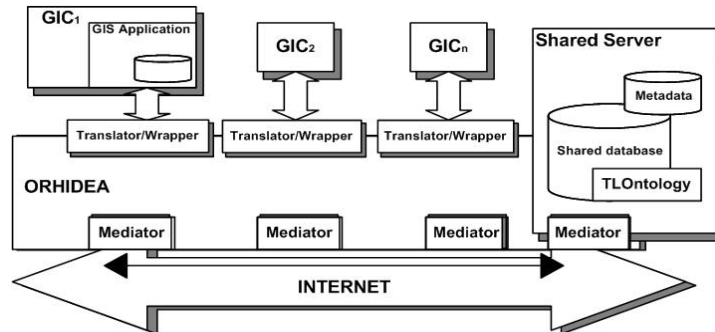 GIC1
GIS Application
GIC2
GICn
Shared Server
Metadata
Shared database
TLOntology
Translator/Wrapper
Translator/Wrapper
Translator/Wrapper
ORHIDEA
Mediator
Mediator
Mediator
Mediator
INTERNET